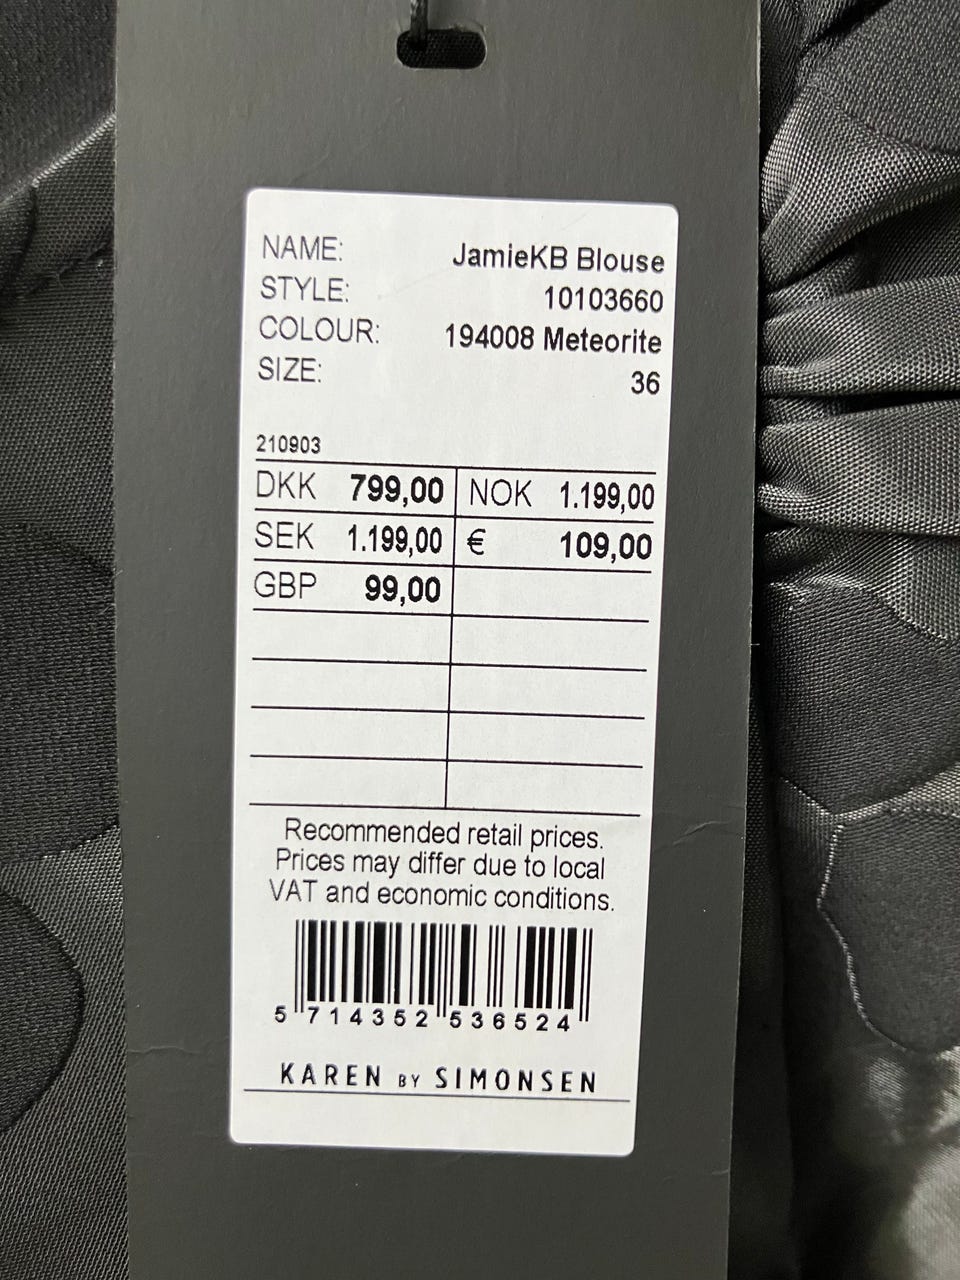 NAME: JamieKB Blouse
STYLE: 10103660
COLOUR: 194008 Meteorite
SIZE: 36
210903
DKK 799,00 NOK 1.199,00
SEK 1.199,00 € 109,00
GBP 99,00
Recommended retail prices.
Prices may differ due to local
VAT and economic conditions.
5 714352 536524
KAREN BY SIMONSEN